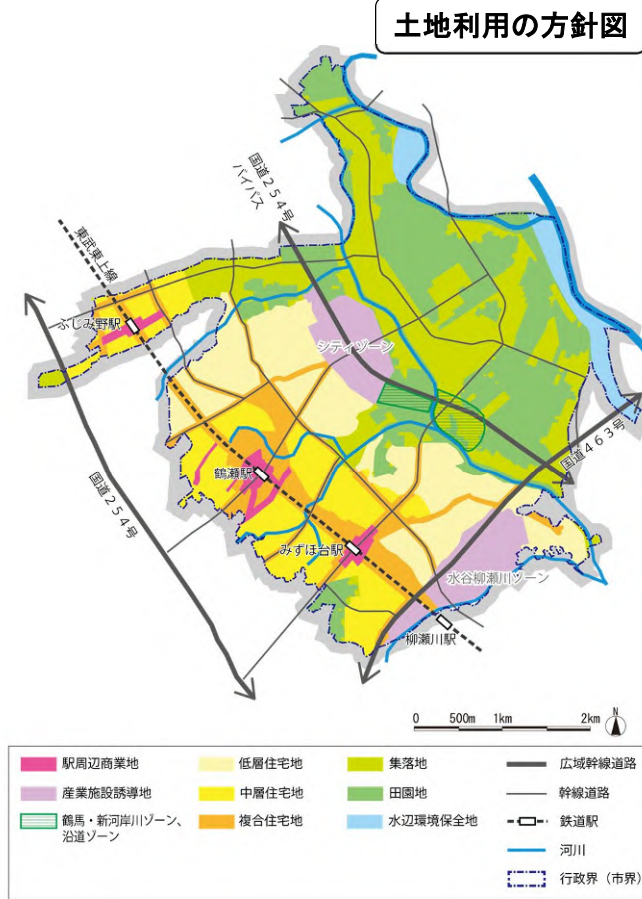 土地利用の方針図
国道254号
バイパス
東武東上線
ふじみ野駅
シティゾーン
国道463号
鶴瀬駅
国道254号
みずほ台駅
水谷柳瀬川ゾーン
柳瀬川駅
0 500m 1km 2km
N
駅周辺商業地
低層住宅地
集落地
広域幹線道路
産業施設誘導地
中層住宅地
田園地
幹線道路
鶴馬・新河岸川ゾーン、
沿道ゾーン
複合住宅地
水辺環境保全地
鉄道駅
河川
行政界（市界）